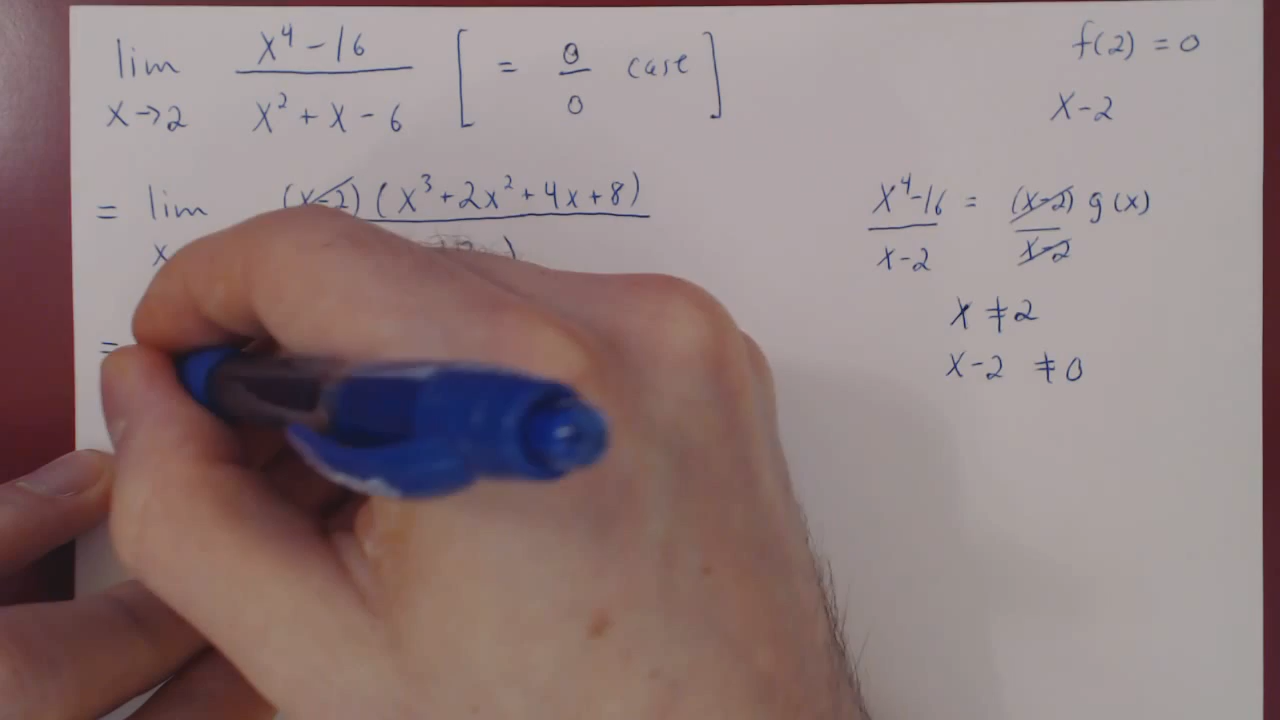 lim x→2 (x⁴-16)/(x²+x-6) [ = 0/0 case ]
= lim (x-2)(x³+2x²+4x+8)
x )
=
f(2) = 0
x-2
(x⁴-16)/(x-2) = (x-2) g(x)/(x-2)
x ≠ 2
x-2 ≠ 0